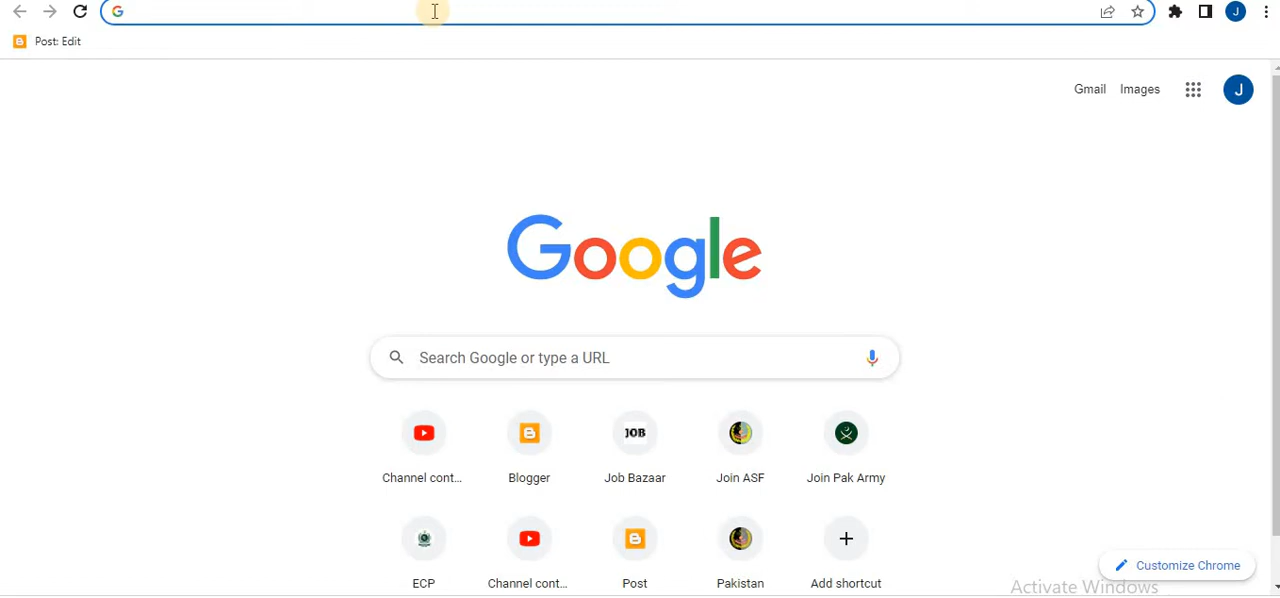 J
Post: Edit
Gmail Images J
Google
Search Google or type a URL
JOB
Channel cont... Blogger Job Bazaar Join ASF Join Pak Army
ECP Channel cont... Post Pakistan Add shortcut
Customize Chrome
Activate Windows